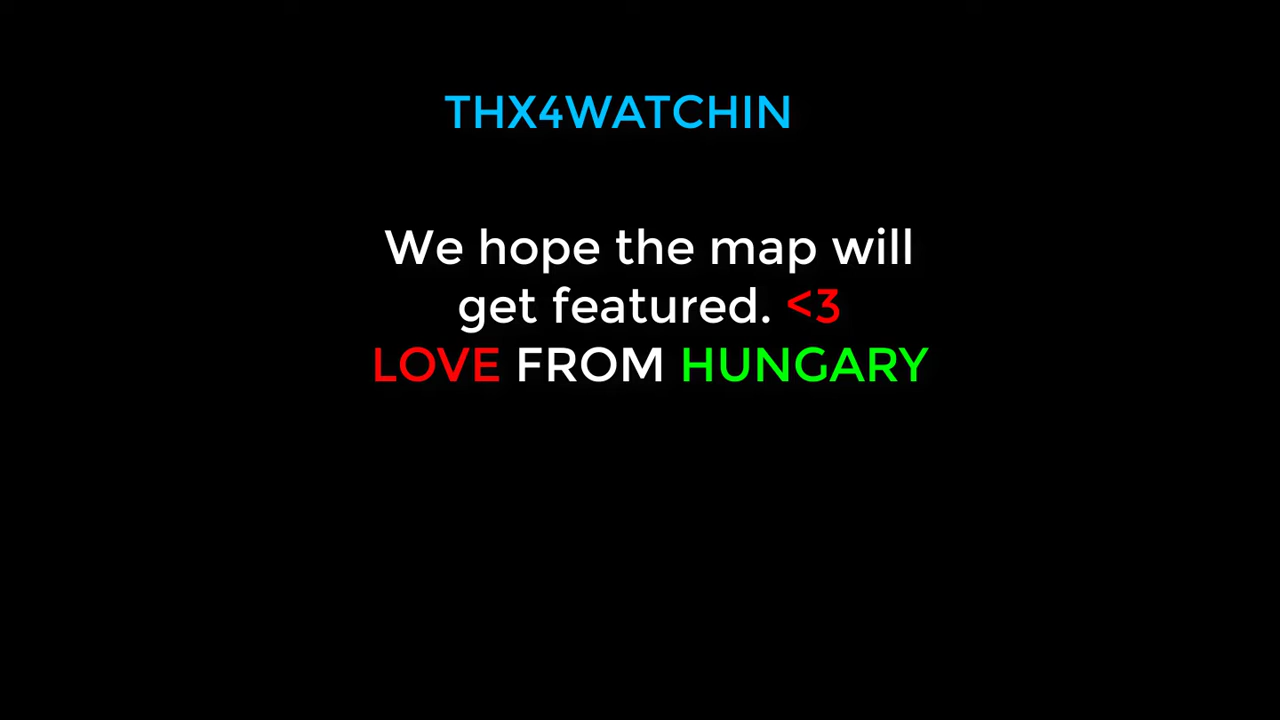 THX4WATCHIN
We hope the map will
get featured. <3
LOVE FROM HUNGARY